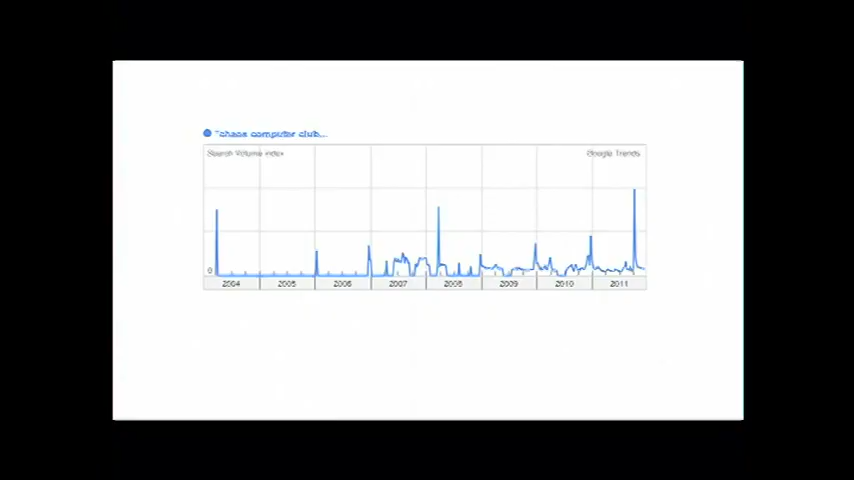 "chaos computer club...
Search Volume index
Google Trends
0
2004 2005 2006 2007 2008 2009 2010 2011